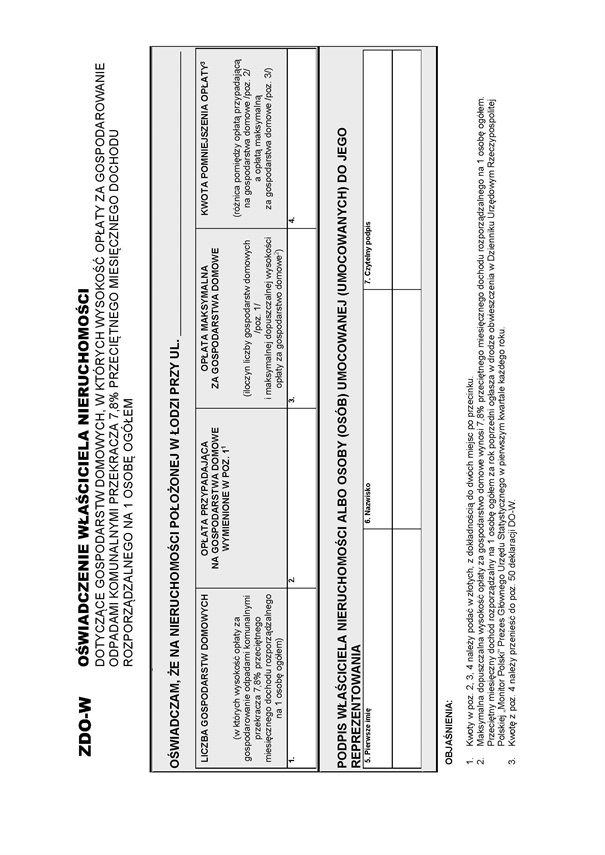 ZDO-W
OŚWIADCZENIE WŁAŚCICIELA NIERUCHOMOŚCI
DOTYCZĄCE GOSPODARSTW DOMOWYCH, W KTÓRYCH WYSOKOŚĆ OPŁATY ZA GOSPODAROWANIE
ODPADAMI KOMUNALNYMI PRZEKRACZA 7,8% PRZECIĘTNEGO MIESIĘCZNEGO DOCHODU
ROZPORZĄDZALNEGO NA 1 OSOBĘ OGÓŁEM
OŚWIADCZAM, ŻE NA NIERUCHOMOŚCI POŁOŻONEJ W ŁODZI PRZY UL.
LICZBA GOSPODARSTW DOMOWYCH
(w których wysokość opłaty za
gospodarowanie odpadami komunalnymi
przekracza 7,8% przeciętnego
miesięcznego dochodu rozporządzalnego
na 1 osobę ogółem)
OPŁATA PRZYPADAJĄCA
NA GOSPODARSTWA DOMOWE
WYMIENIONE W POZ. 1¹
OPŁATA MAKSYMALNA
ZA GOSPODARSTWA DOMOWE
(iloczyn liczby gospodarstw domowych
/poz. 1/
i maksymalnej dopuszczalnej wysokości
opłaty za gospodarstwo domowe²)
KWOTA POMNIEJSZENIA OPŁATY³
(różnica pomiędzy opłatą przypadającą
na gospodarstwa domowe /poz. 2/
a opłatą maksymalną
za gospodarstwa domowe /poz. 3/)
1.
2.
3.
4.
PODPIS WŁAŚCICIELA NIERUCHOMOŚCI ALBO OSOBY (OSÓB) UMOCOWANEJ (UMOCOWANYCH) DO JEGO
REPREZENTOWANIA
5. Pierwsze imię
6. Nazwisko
7. Czytelny podpis
OBJAŚNIENIA:
1. Kwoty w poz. 2, 3, 4 należy podać w złotych, z dokładnością do dwóch miejsc po przecinku.
2. Maksymalna dopuszczalna wysokość opłaty za gospodarstwo domowe wynosi 7,8% przeciętnego miesięcznego dochodu rozporządzalnego na 1 osobę ogółem.
Przeciętny miesięczny dochód rozporządzalny na 1 osobę ogółem za rok poprzedni ogłasza w drodze obwieszczenia w Dzienniku Urzędowym Rzeczypospolitej
Polskiej „Monitor Polski" Prezes Głównego Urzędu Statystycznego w pierwszym kwartale każdego roku.
3. Kwotę z poz. 4 należy przenieść do poz. 50 deklaracji DO-W.